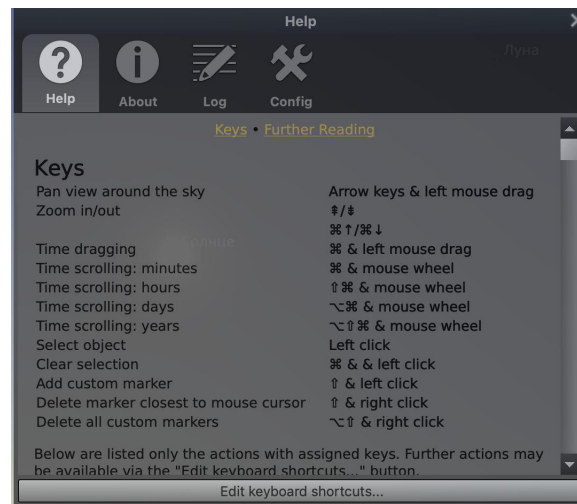 Help
Луна
Help About Log Config
Keys • Further Reading
Keys
Pan view around the sky Arrow keys & left mouse drag
Zoom in/out ⇞/⇟
⌘↑/⌘↓
Time dragging ⌘ & left mouse drag
Time scrolling: minutes ⌘ & mouse wheel
Time scrolling: hours ⇧⌘ & mouse wheel
Time scrolling: days ⌥⌘ & mouse wheel
Time scrolling: years ⌥⇧⌘ & mouse wheel
Select object Left click
Clear selection ⌘ & & left click
Add custom marker ⇧ & left click
Delete marker closest to mouse cursor ⇧ & right click
Delete all custom markers ⌥⇧ & right click
Below are listed only the actions with assigned keys. Further actions may
be available via the "Edit keyboard shortcuts..." button.
Edit keyboard shortcuts...